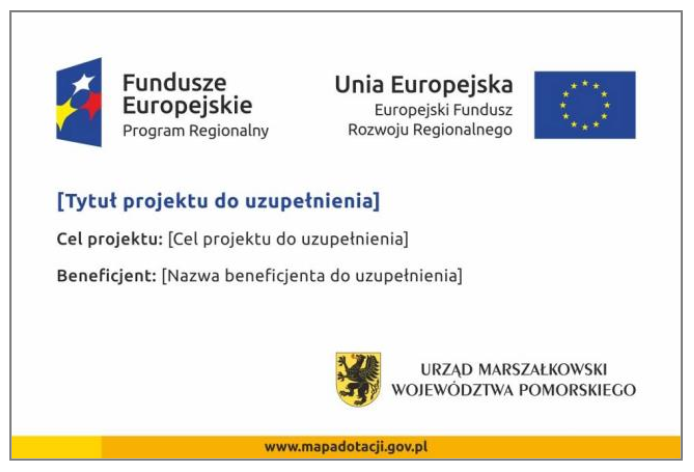 Fundusze
Europejskie
Program Regionalny
Unia Europejska
Europejski Fundusz
Rozwoju Regionalnego
[Tytuł projektu do uzupełnienia]
Cel projektu: [Cel projektu do uzupełnienia]
Beneficjent: [Nazwa beneficjenta do uzupełnienia]
URZĄD MARSZAŁKOWSKI
WOJEWÓDZTWA POMORSKIEGO
www.mapadotacji.gov.pl